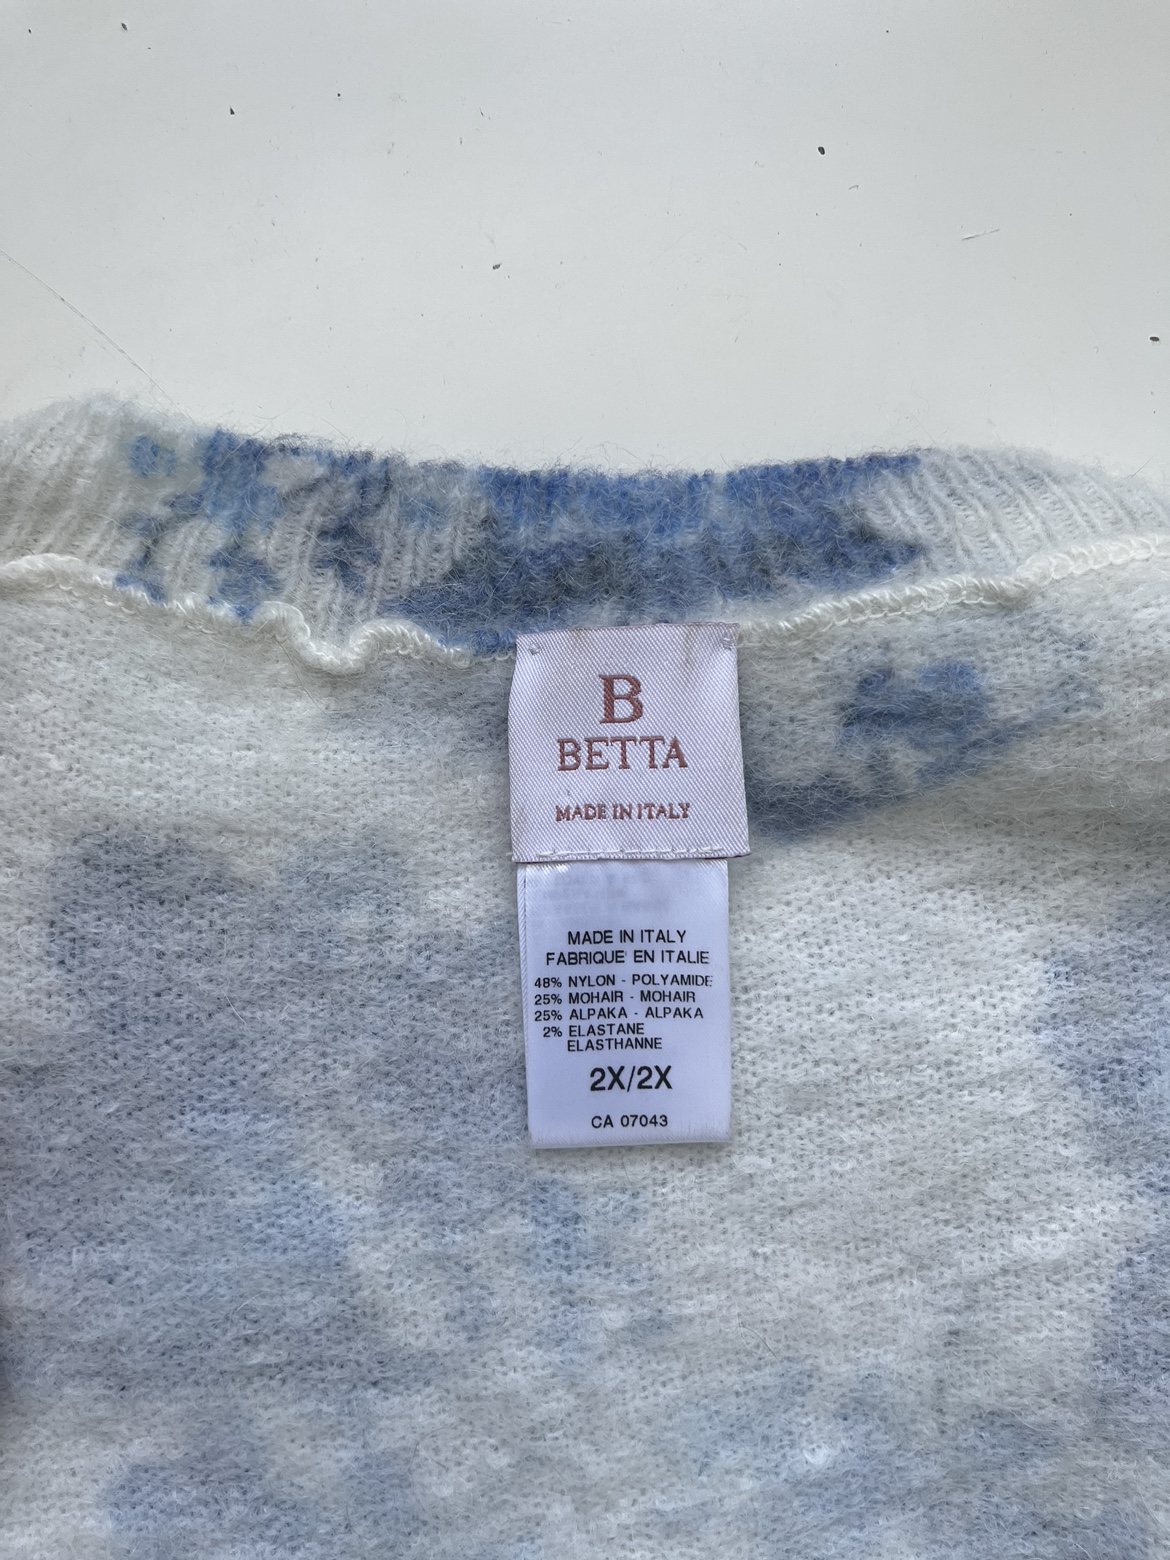 B
BETTA
MADE IN ITALY
MADE IN ITALY
FABRIQUE EN ITALIE
48% NYLON - POLYAMIDE
25% MOHAIR - MOHAIR
25% ALPAKA - ALPAKA
2% ELASTANE
ELASTHANNE
2X/2X
CA 07043